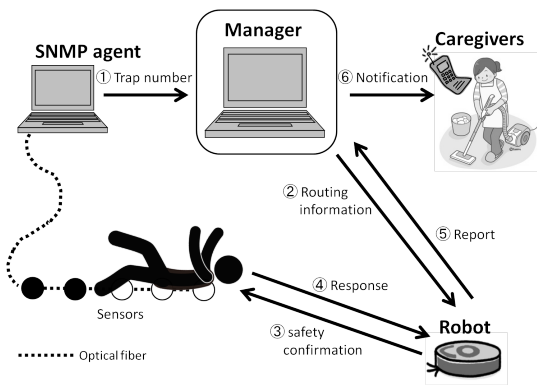 SNMP agent
① Trap number
Manager
⑥ Notification
Caregivers
② Routing
information
⑤ Report
④ Response
③ safety
confirmation
Sensors
Optical fiber
Robot